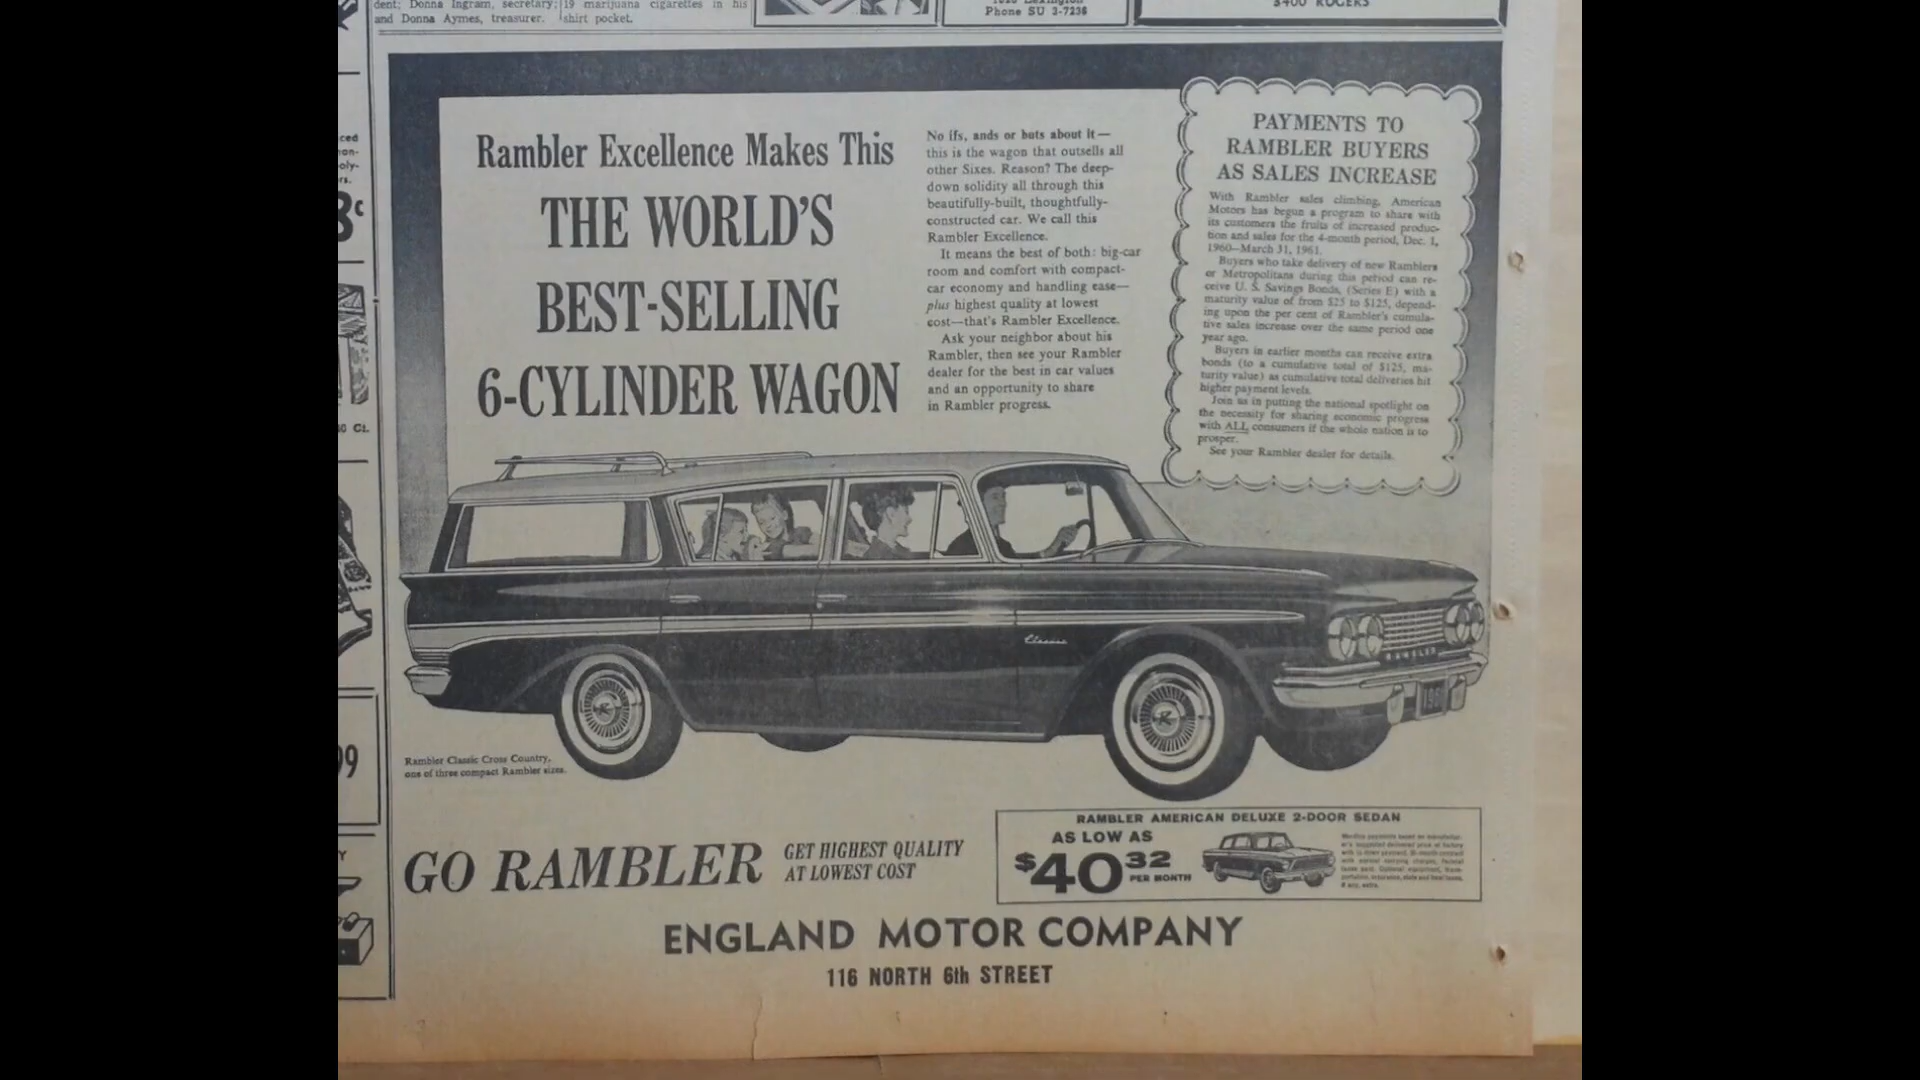 dent; Donna Ingram, secretary;
and Donna Aymes, treasurer.
19 marijuana cigarettes in his
shirt pocket.
Phone SU 3-7236
$400 ROGERS
Rambler Excellence Makes This
THE WORLD'S
BEST-SELLING
6-CYLINDER WAGON
No ifs, ands or buts about it—
this is the wagon that outsells all
other Sixes. Reason? The deep-
down solidity all through this
beautifully-built, thoughtfully-
constructed car. We call this
Rambler Excellence.
It means the best of both: big-car
room and comfort with compact-
car economy and handling ease—
plus highest quality at lowest
cost—that's Rambler Excellence.
Ask your neighbor about his
Rambler, then see your Rambler
dealer for the best in car values
and an opportunity to share
in Rambler progress.
PAYMENTS TO
RAMBLER BUYERS
AS SALES INCREASE
With Rambler sales climbing, American
Motors has begun a program to share with
its customers the fruits of increased produc-
tion and sales for the 4-month period, Dec. 1,
1960—March 31, 1961.
Buyers who take delivery of new Ramblers
or Metropolitans during this period can re-
ceive U. S. Savings Bonds, (Series E) with a
maturity value of from $25 to $125, depend-
ing upon the per cent of Rambler's cumula-
tive sales increase over the same period one
year ago.
Buyers in earlier months can receive extra
bonds (to a cumulative total of $125, ma-
turity value) as cumulative total deliveries hit
higher payment levels.
Join us in putting the national spotlight on
the necessity for sharing economic progress
with ALL consumers if the whole nation is to
prosper.
See your Rambler dealer for details.
Classic
RAMBLER
Rambler Classic Cross Country,
one of three compact Rambler sizes.
GO RAMBLER
GET HIGHEST QUALITY
AT LOWEST COST
RAMBLER AMERICAN DELUXE 2-DOOR SEDAN
AS LOW AS
$40 32
PER MONTH
ENGLAND MOTOR COMPANY
116 NORTH 6th STREET